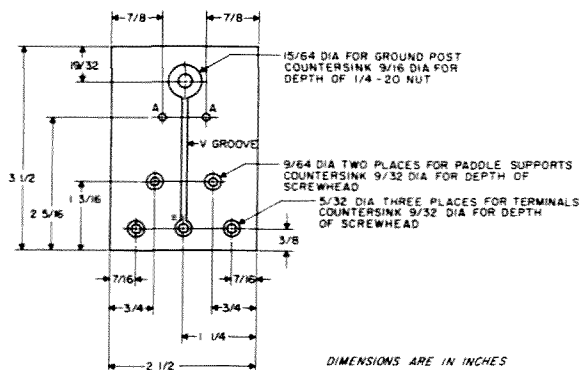 7/8
7/8
19/32
15/64 DIA FOR GROUND POST
COUNTERSINK 9/16 DIA FOR
DEPTH OF 1/4 - 20 NUT
A
A
V GROOVE
3 1/2
2 5/16
1 3/16
9/64 DIA TWO PLACES FOR PADDLE SUPPORTS
COUNTERSINK 9/32 DIA FOR DEPTH OF
SCREWHEAD
5/32 DIA THREE PLACES FOR TERMINALS
COUNTERSINK 9/32 DIA FOR DEPTH
OF SCREWHEAD
3/8
7/16
7/16
3/4
3/4
1 1/4
2 1/2
DIMENSIONS ARE IN INCHES